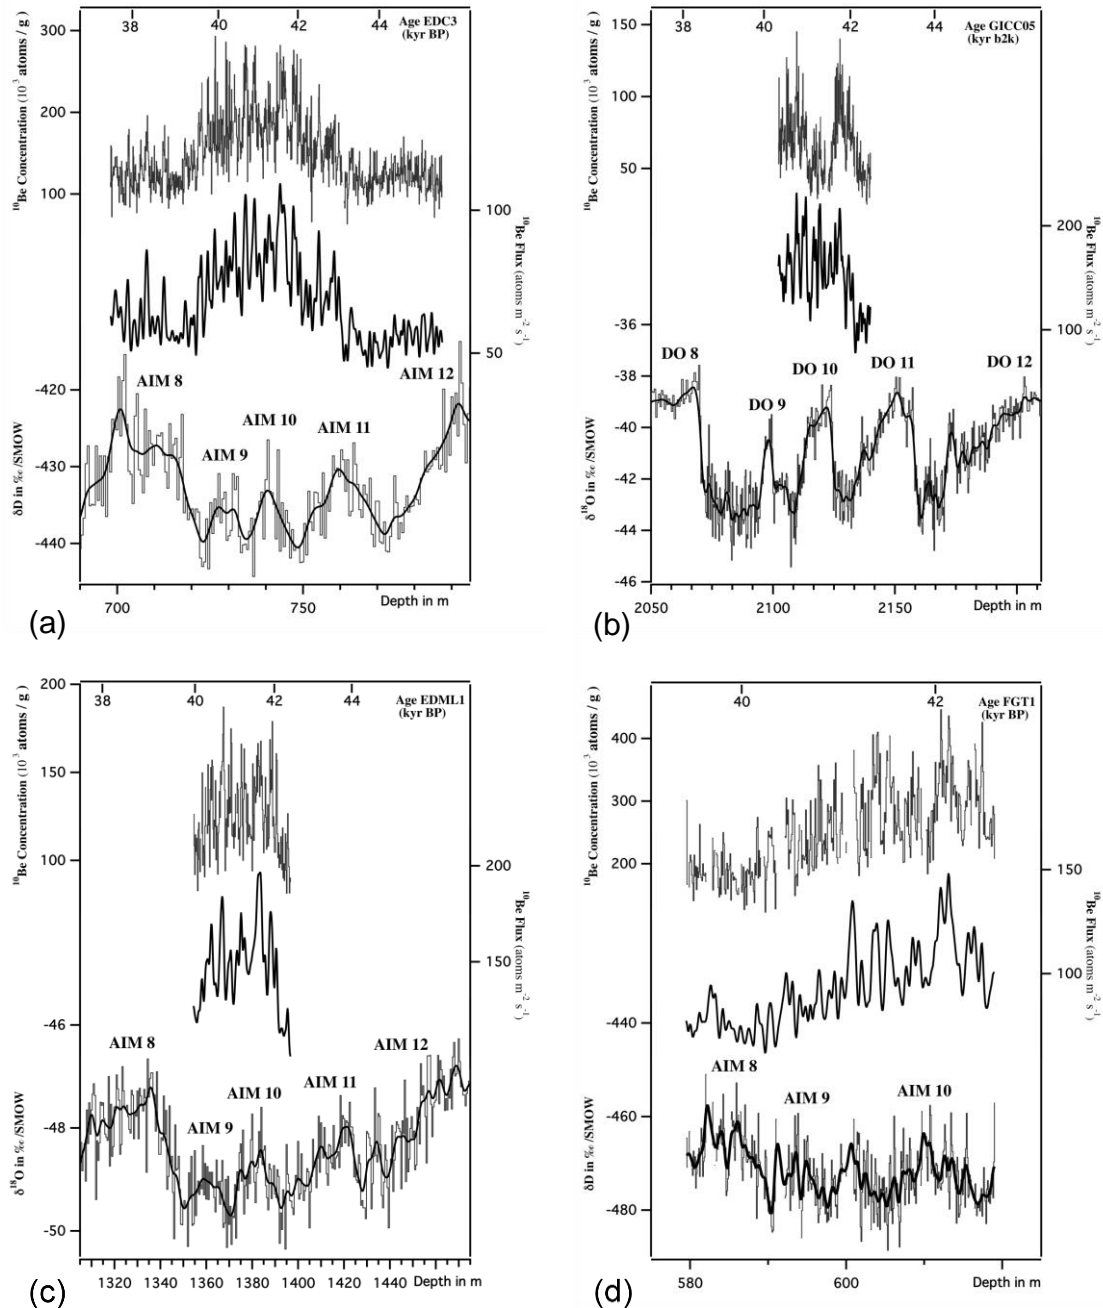 38 40 42 44 Age EDC3
(kyr BP)
300
200
100
¹⁰Be Concentration (10³ atoms / g)
100
50
¹⁰Be Flux (atoms m⁻² s⁻¹)
AIM 8
AIM 9
AIM 10
AIM 11
AIM 12
-420
-430
-440
δD in ‰ /SMOW
700 750 Depth in m
(a)
38 40 42 44 Age GICC05
(kyr b2k)
150
100
50
¹⁰Be Concentration (10³ atoms / g)
200
100
¹⁰Be Flux (atoms m⁻² s⁻¹)
DO 8
DO 9
DO 10
DO 11
DO 12
-36
-38
-40
-42
-44
-46
δ¹⁸O in ‰ /SMOW
2050 2100 2150 Depth in m
(b)
38 40 42 44 Age EDML1
(kyr BP)
200
150
100
¹⁰Be Concentration (10³ atoms / g)
200
150
¹⁰Be Flux (atoms m⁻² s⁻¹)
AIM 8
AIM 9
AIM 10
AIM 11
AIM 12
-46
-48
-50
δ¹⁸O in ‰ /SMOW
1320 1340 1360 1380 1400 1420 1440 Depth in m
(c)
40 42 Age FGT1
(kyr BP)
400
300
200
¹⁰Be Concentration (10³ atoms / g)
150
100
¹⁰Be Flux (atoms m⁻² s⁻¹)
AIM 8
AIM 9
AIM 10
-440
-460
-480
δD in ‰ /SMOW
580 600 Depth in m
(d)